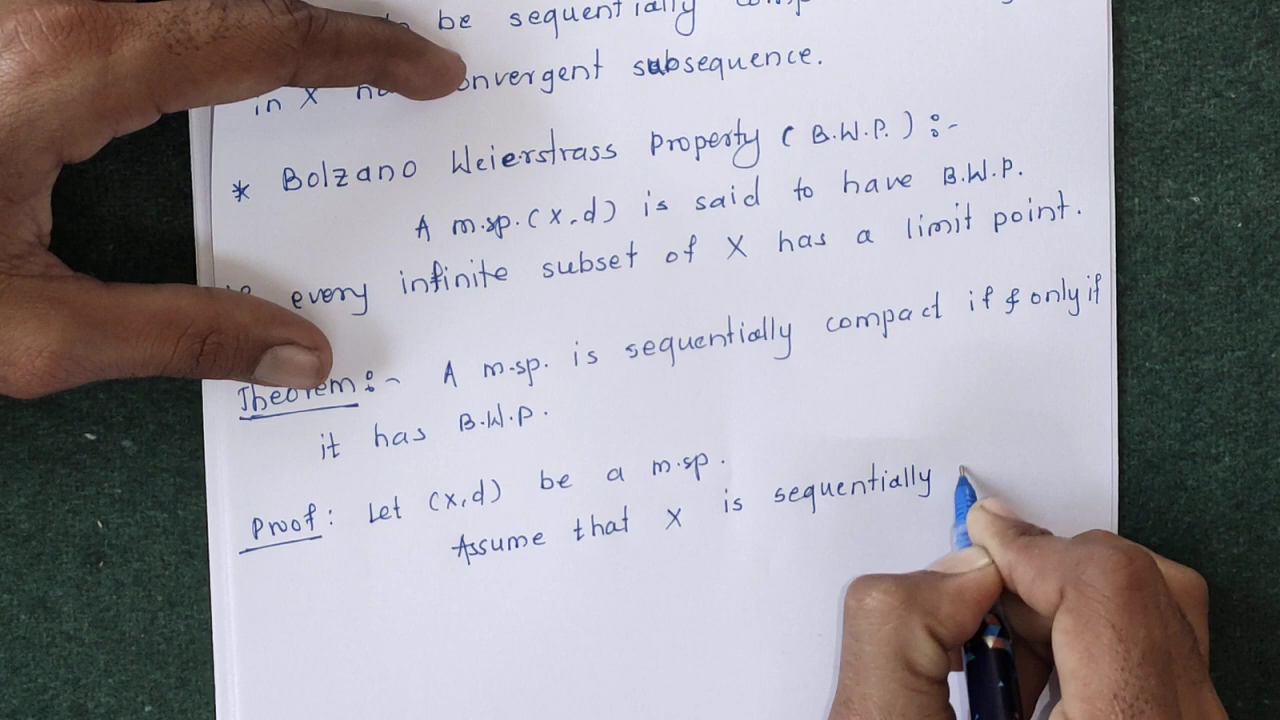 be sequentially
in X convergent subsequence.
* Bolzano Weierstrass Property (B.W.P.) :-
A m.sp. (X,d) is said to have B.W.P.
every infinite subset of X has a limit point.
Theorem :- A m.sp. is sequentially compact if & only if
it has B.W.P.
Proof : Let (X,d) be a m.sp.
Assume that X is sequentially